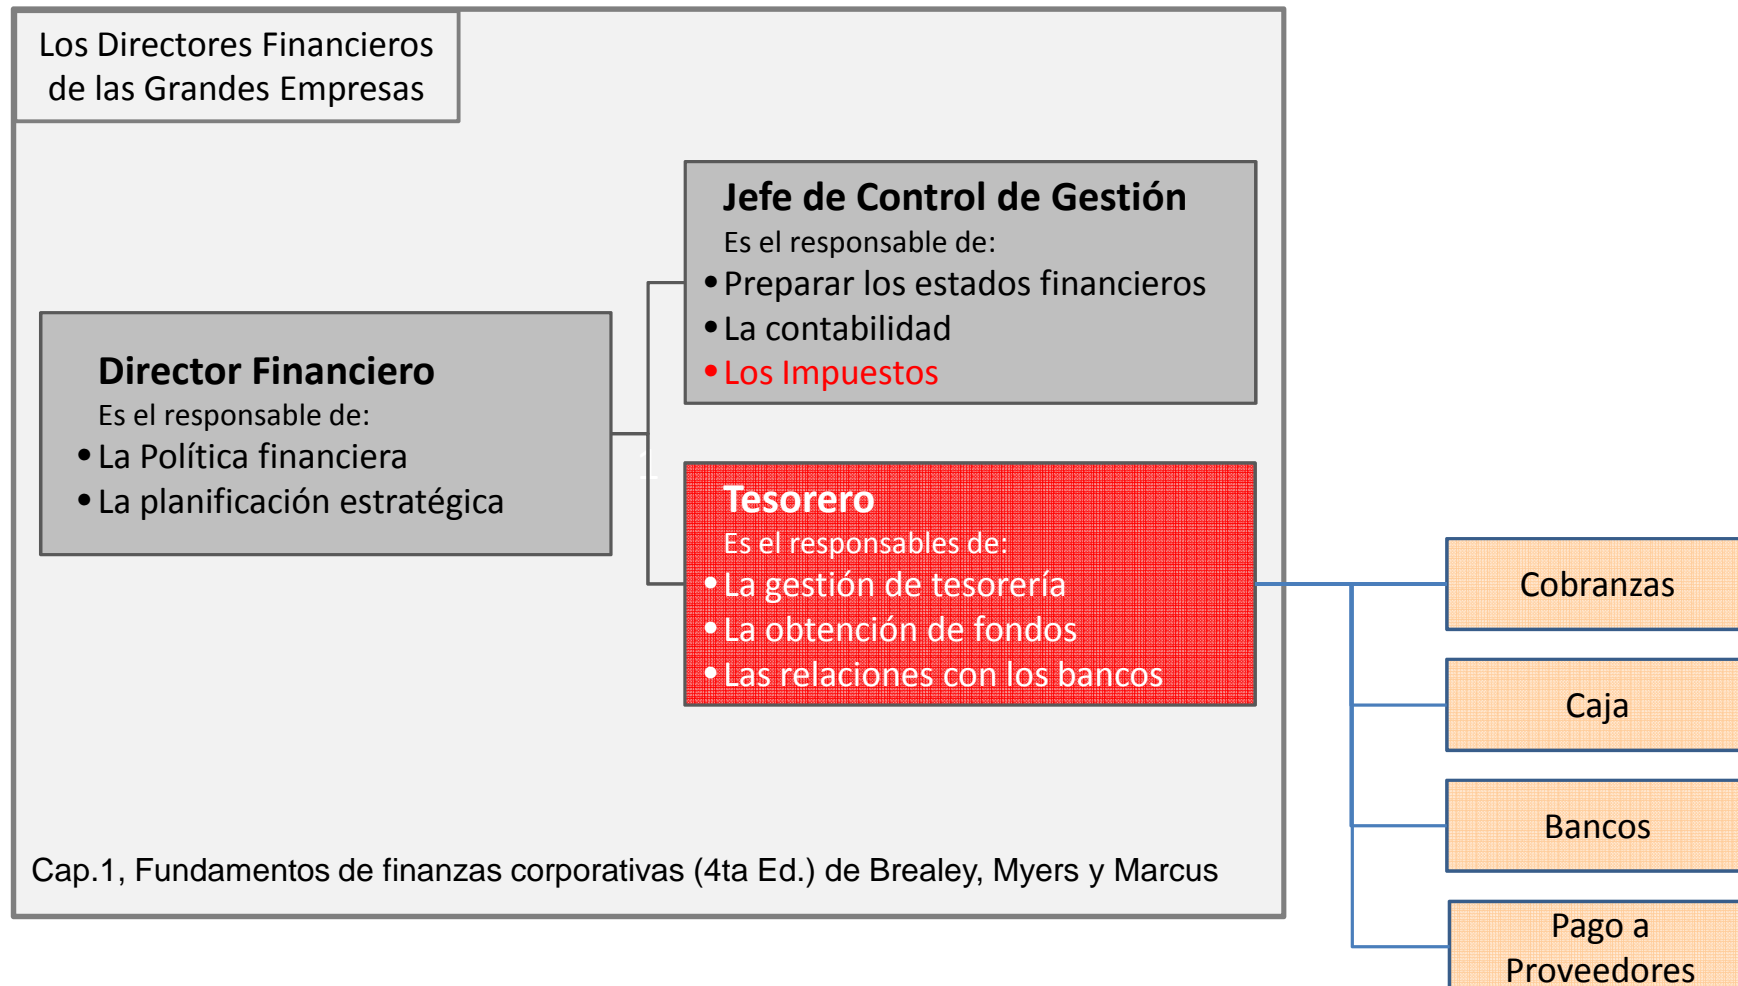 Los Directores Financieros
de las Grandes Empresas
Director Financiero
Es el responsable de:
• La Política financiera
• La planificación estratégica
Jefe de Control de Gestión
Es el responsable de:
• Preparar los estados financieros
• La contabilidad
• Los Impuestos
1
Tesorero
Es el responsables de:
• La gestión de tesorería
• La obtención de fondos
• Las relaciones con los bancos
Cobranzas
Caja
Bancos
Pago a
Proveedores
Cap.1, Fundamentos de finanzas corporativas (4ta Ed.) de Brealey, Myers y Marcus